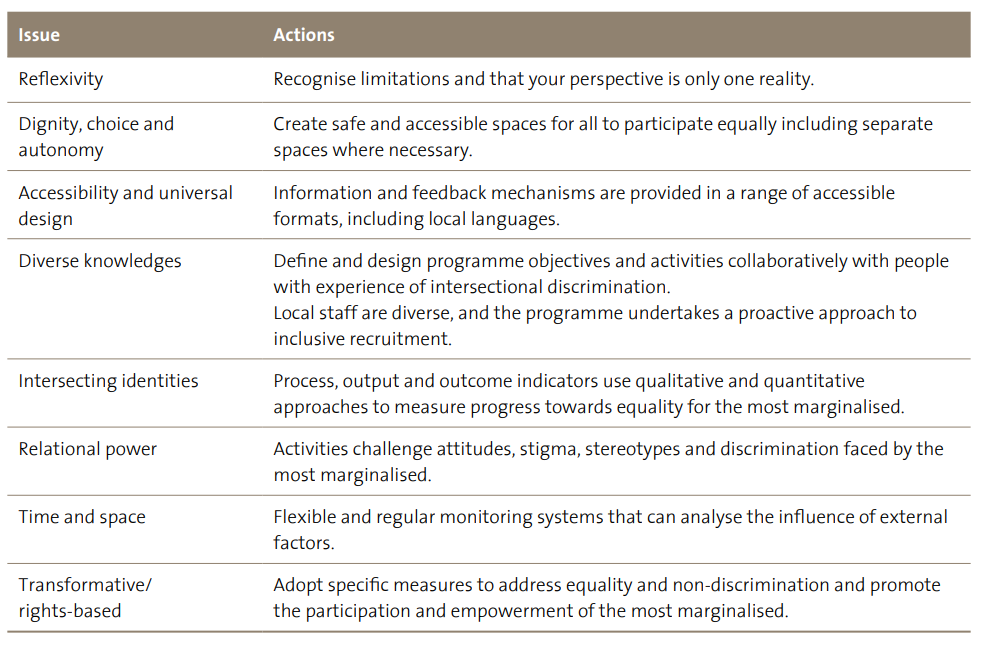 Issue Actions
Reflexivity Recognise limitations and that your perspective is only one reality.
Dignity, choice and Create safe and accessible spaces for all to participate equally including separate
autonomy spaces where necessary.
Accessibility and universal Information and feedback mechanisms are provided in a range of accessible
design formats, including local languages.
Diverse knowledges Define and design programme objectives and activities collaboratively with people
with experience of intersectional discrimination.
Local staff are diverse, and the programme undertakes a proactive approach to
inclusive recruitment.
Intersecting identities Process, output and outcome indicators use qualitative and quantitative
approaches to measure progress towards equality for the most marginalised.
Relational power Activities challenge attitudes, stigma, stereotypes and discrimination faced by the
most marginalised.
Time and space Flexible and regular monitoring systems that can analyse the influence of external
factors.
Transformative/ Adopt specific measures to address equality and non-discrimination and promote
rights-based the participation and empowerment of the most marginalised.